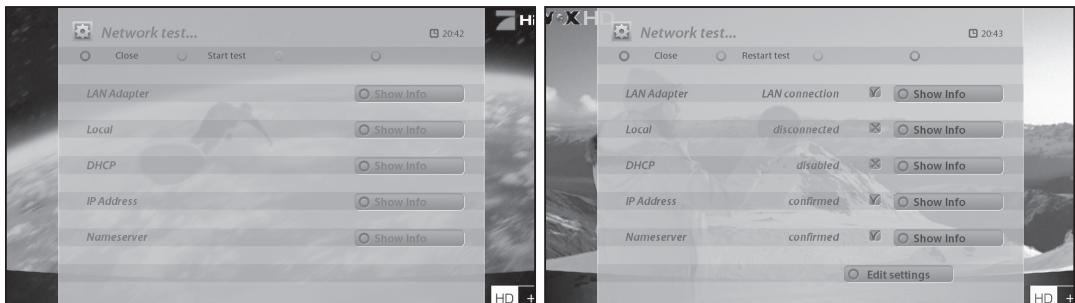 Network test...
20:42
Hi
Close Start test
LAN Adapter Show Info
Local Show Info
DHCP Show Info
IP Address Show Info
Nameserver Show Info
HD +
HD
Network test...
20:43
Close Restart test
LAN Adapter LAN connection Show Info
Local disconnected Show Info
DHCP disabled Show Info
IP Address confirmed Show Info
Nameserver confirmed Show Info
Edit settings
HD +